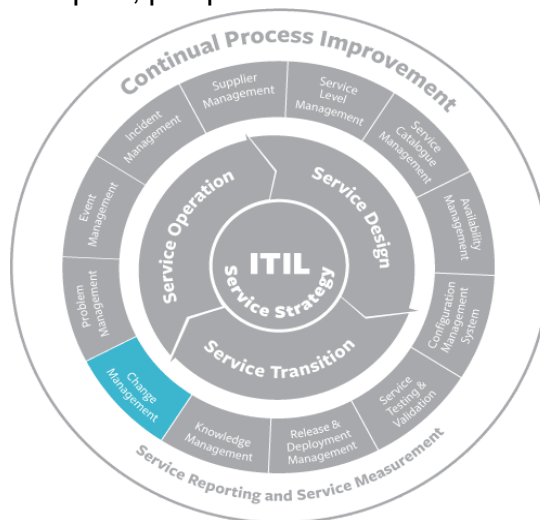 Continual Process Improvement
Supplier
Management
Service
Level
Management
Service
Catalogue
Management
Availability
Management
Configuration
Management
System
Service
Testing &
Validation
Release &
Deployment
Management
Knowledge
Management
Change
Management
Problem
Management
Event
Management
Incident
Management
Service Operation
Service Design
Service Transition
ITIL
Service Strategy
Service Reporting and Service Measurement